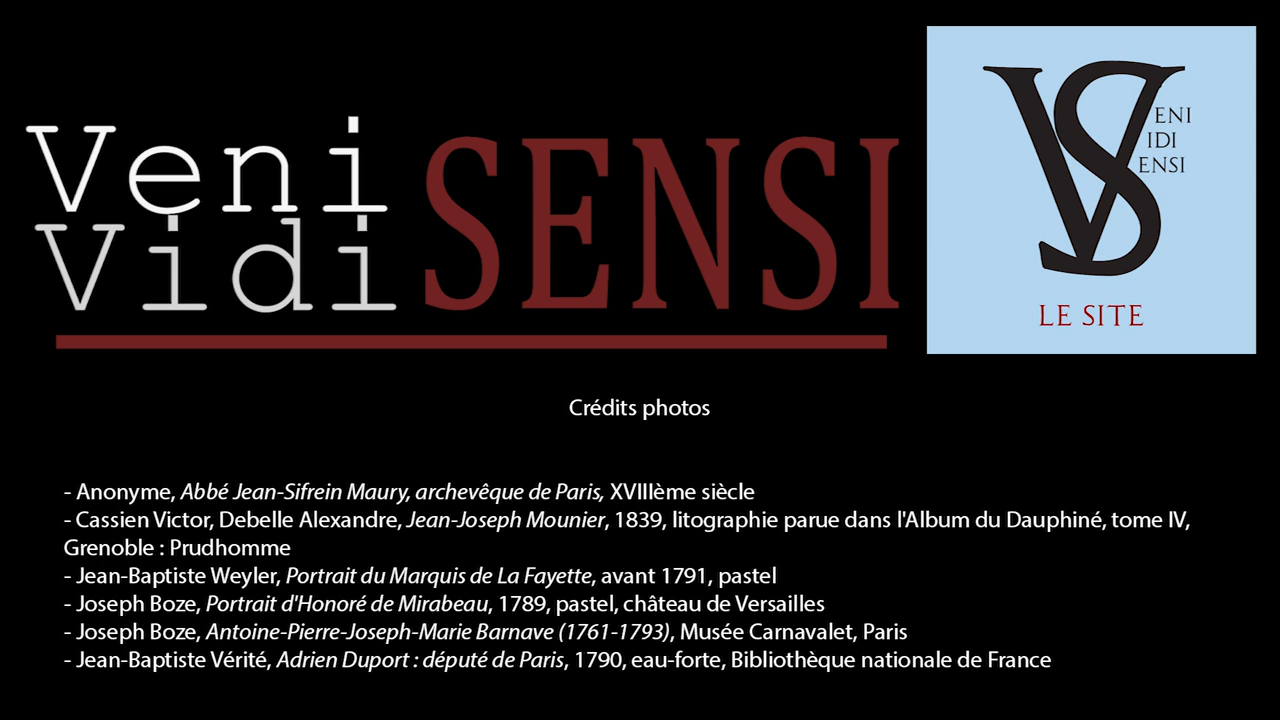 Veni
Vidi
SENSI
VS
ENI
IDI
ENSI
LE SITE
Crédits photos
- Anonyme, Abbé Jean-Sifrein Maury, archevêque de Paris, XVIIIème siècle
- Cassien Victor, Debelle Alexandre, Jean-Joseph Mounier, 1839, litographie parue dans l'Album du Dauphiné, tome IV,
Grenoble : Prudhomme
- Jean-Baptiste Weyler, Portrait du Marquis de La Fayette, avant 1791, pastel
- Joseph Boze, Portrait d'Honoré de Mirabeau, 1789, pastel, château de Versailles
- Joseph Boze, Antoine-Pierre-Joseph-Marie Barnave (1761-1793), Musée Carnavalet, Paris
- Jean-Baptiste Vérité, Adrien Duport : député de Paris, 1790, eau-forte, Bibliothèque nationale de France